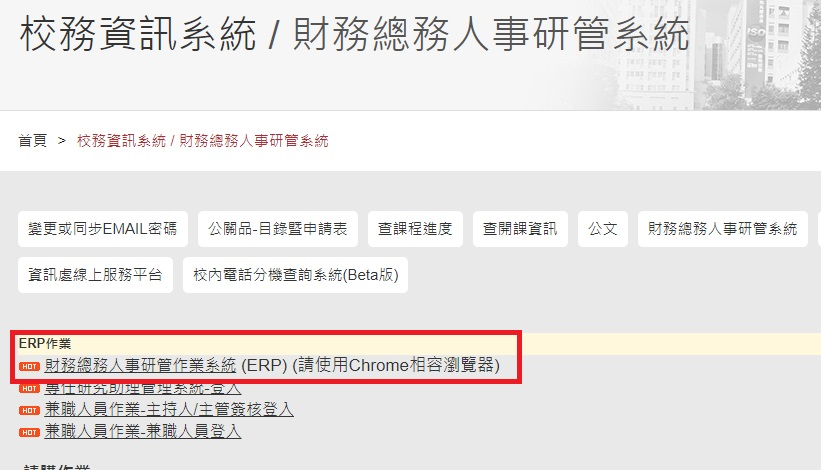 校務資訊系統 / 財務總務人事研管系統
ISO
首頁 > 校務資訊系統 / 財務總務人事研管系統
變更或同步EMAIL密碼 公關品-目錄暨申請表 查課程進度 查開課資訊 公文 財務總務人事研管系統
資訊處線上服務平台 校內電話分機查詢系統(Beta版)
ERP作業
HOT 財務總務人事研管作業系統 (ERP) (請使用Chrome相容瀏覽器)
HOT 專任研究助理管理系統-登入
HOT 兼職人員作業-主持人/主管簽核登入
HOT 兼職人員作業-兼職人員登入
請購作業